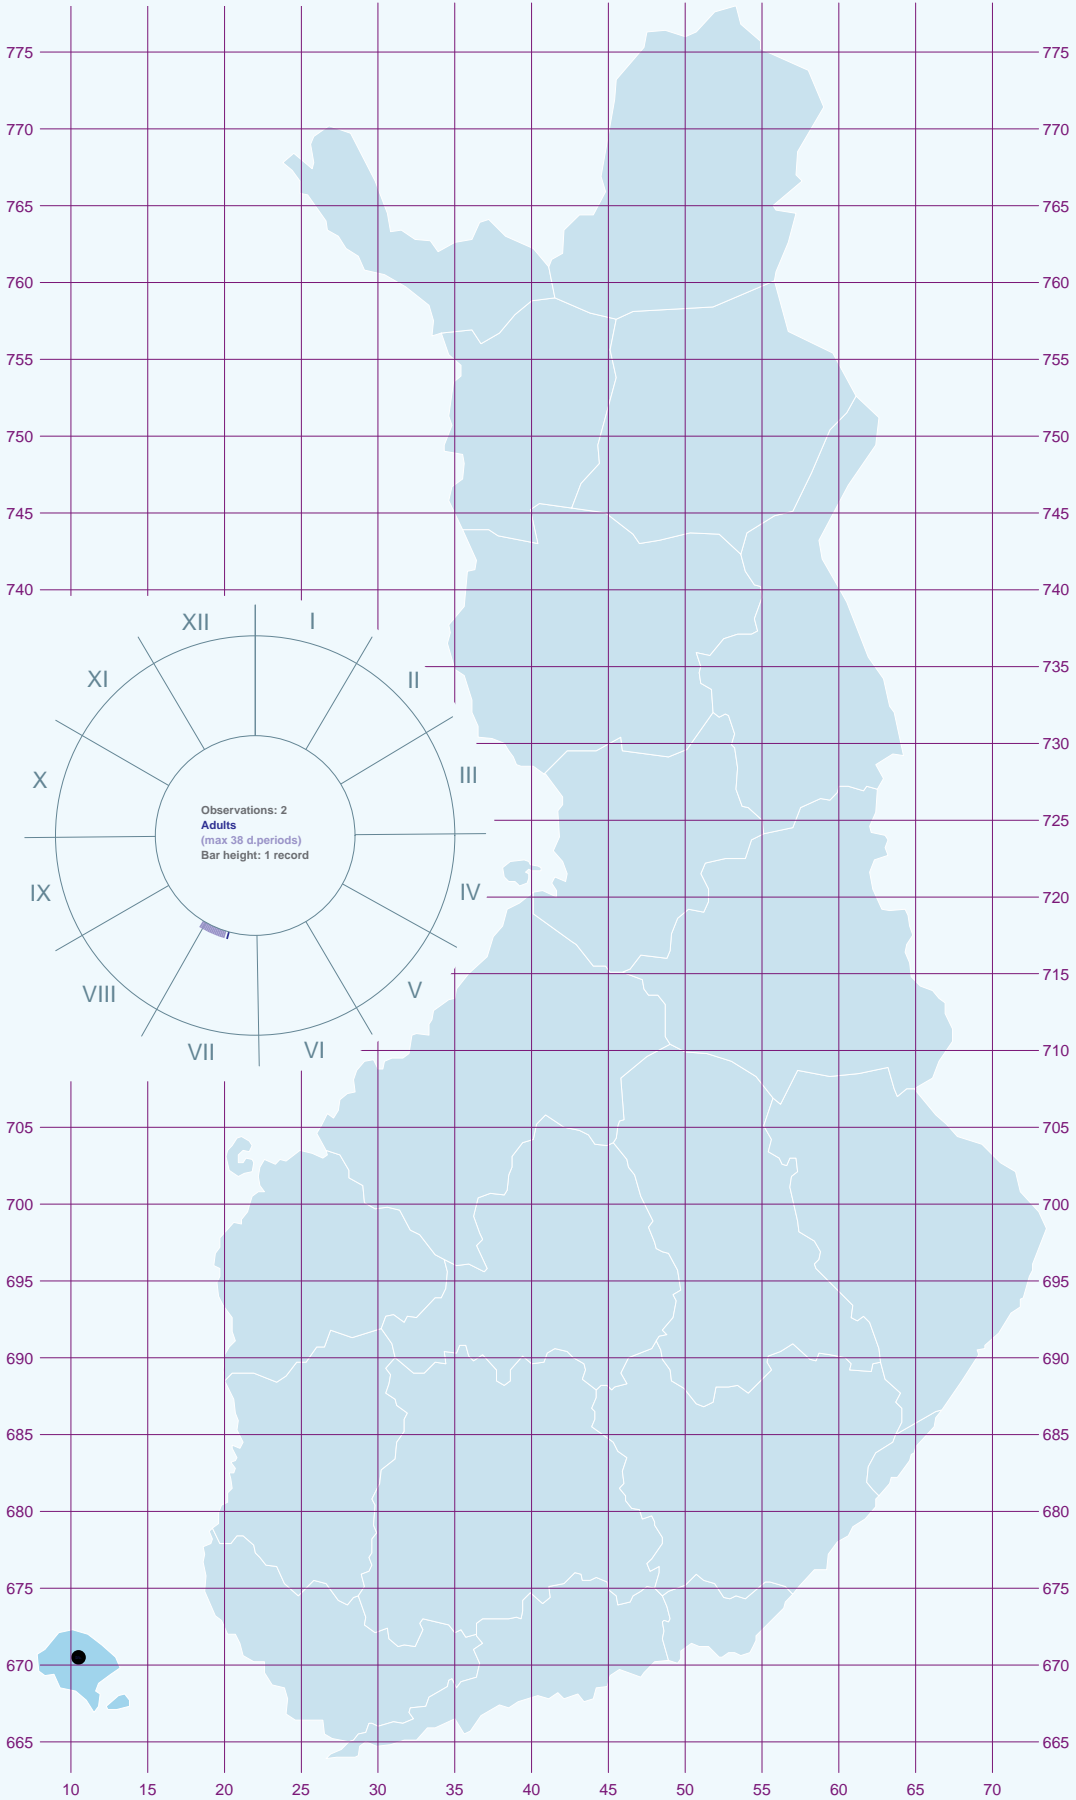 775 775
770 770
765 765
760 760
755 755
750 750
745 745
740 740
XII I
XI II
735
X III
730
Observations: 2
Adults
(max 38 d.periods)
Bar height: 1 record
725
IX IV
720
VIII V
715
VII VI
710
705 705
700 700
695 695
690 690
685 685
680 680
675 675
670 670
665 665
10 15 20 25 30 35 40 45 50 55 60 65 70